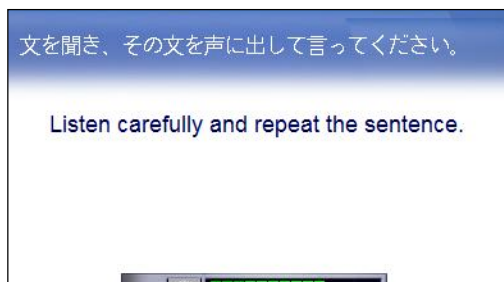 文を聞き、その文を声に出して言ってください。
Listen carefully and repeat the sentence.